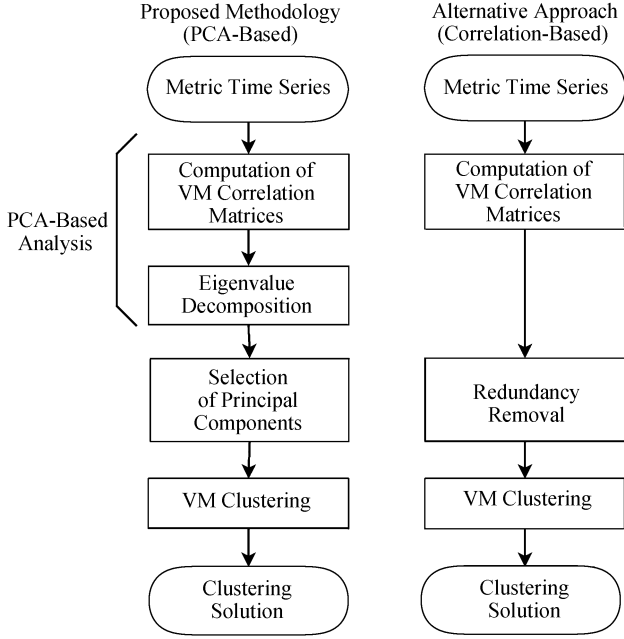 Proposed Methodology
(PCA-Based)
Metric Time Series
PCA-Based
Analysis
Computation of
VM Correlation
Matrices
Eigenvalue
Decomposition
Selection
of Principal
Components
VM Clustering
Clustering
Solution
Alternative Approach
(Correlation-Based)
Metric Time Series
Computation of
VM Correlation
Matrices
Redundancy
Removal
VM Clustering
Clustering
Solution